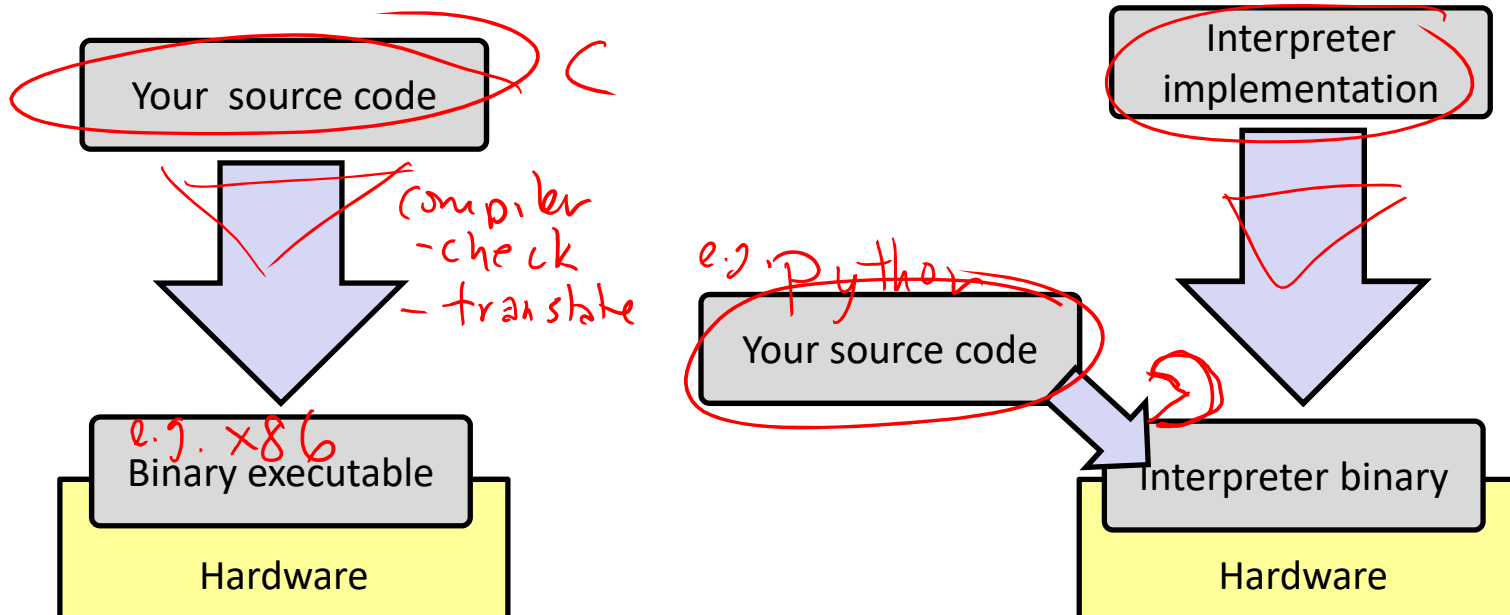 Your source code
C
compiler
-check
- translate
e.g. x86
Binary executable
Hardware
Interpreter
implementation
e.g. Python
Your source code
Interpreter binary
Hardware